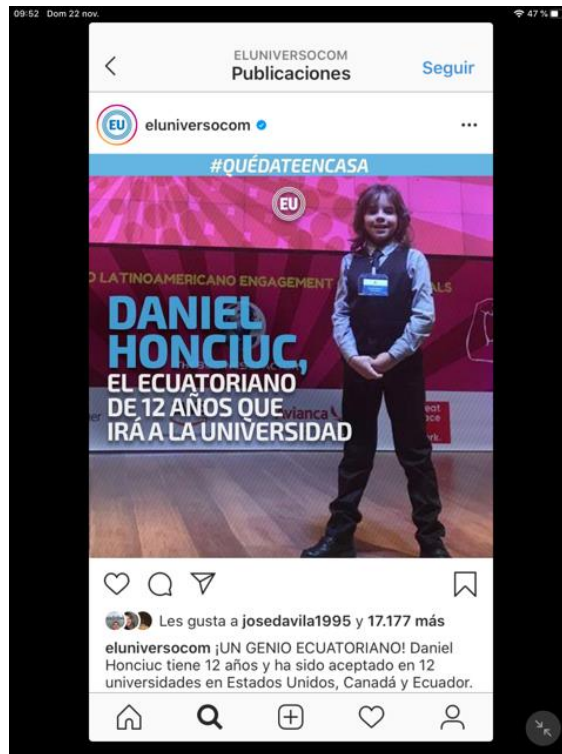 09:52 Dom 22 nov.
47 %
ELUNIVERSOCOM
Publicaciones
Seguir
EU
eluniversocom
#QUÉDATEENCASA
EU
O LATINOAMERICANO ENGAGEMENT
ALS
DANIEL
HONCIUC,
EL ECUATORIANO
DE 12 AÑOS QUE
IRÁ A LA UNIVERSIDAD
avianca
Les gusta a josedavila1995 y 17.177 más
eluniversocom ¡UN GENIO ECUATORIANO! Daniel
Honciuc tiene 12 años y ha sido aceptado en 12
universidades en Estados Unidos, Canadá y Ecuador.